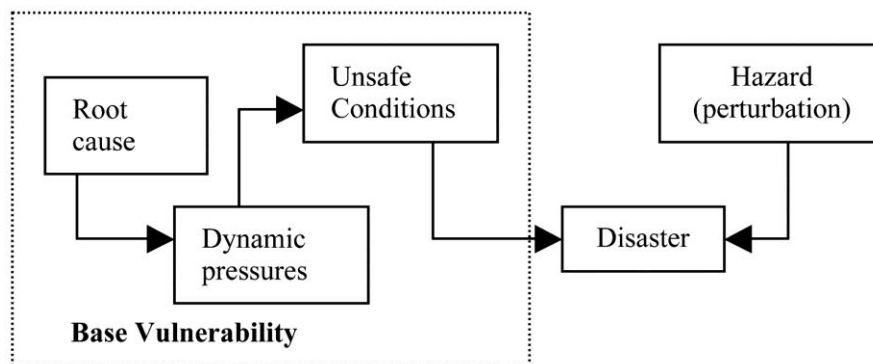 Root
cause
Dynamic
pressures
Unsafe
Conditions
Hazard
(perturbation)
Disaster
Base Vulnerability